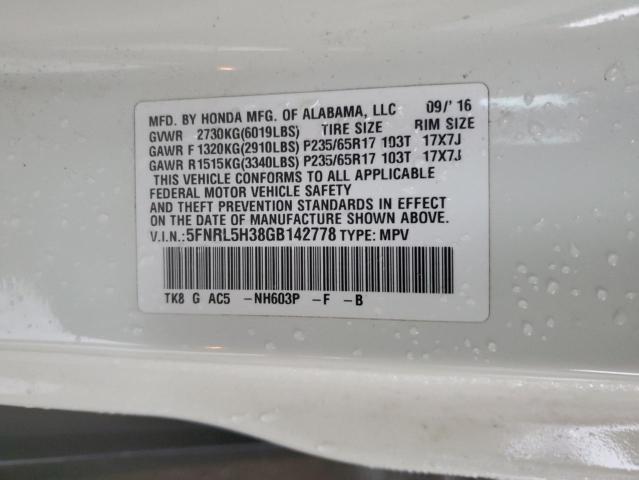 MFD. BY HONDA MFG. OF ALABAMA, LLC 09/'16
GVWR 2730KG(6019LBS) TIRE SIZE RIM SIZE
GAWR F 1320KG(2910LBS) P235/65R17 103T 17X7J
GAWR R1515KG(3340LBS) P235/65R17 103T 17X7J
THIS VEHICLE CONFORMS TO ALL APPLICABLE
FEDERAL MOTOR VEHICLE SAFETY
AND THEFT PREVENTION STANDARDS IN EFFECT
ON THE DATE OF MANUFACTURE SHOWN ABOVE.
V.I.N.:5FNRL5H38GB142778 TYPE: MPV
TK8 G AC5 -NH603P -F -B